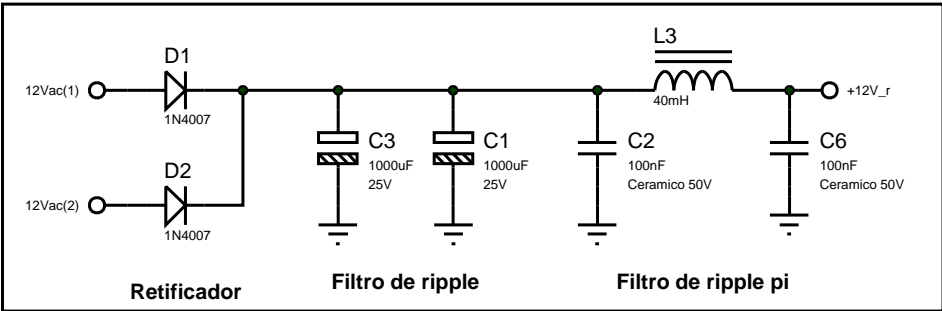 D1
12Vac(1)
1N4007
D2
12Vac(2)
1N4007
Retificador
C3
1000uF
25V
C1
1000uF
25V
Filtro de ripple
C2
100nF
Ceramico 50V
L3
40mH
+12V_r
C6
100nF
Ceramico 50V
Filtro de ripple pi